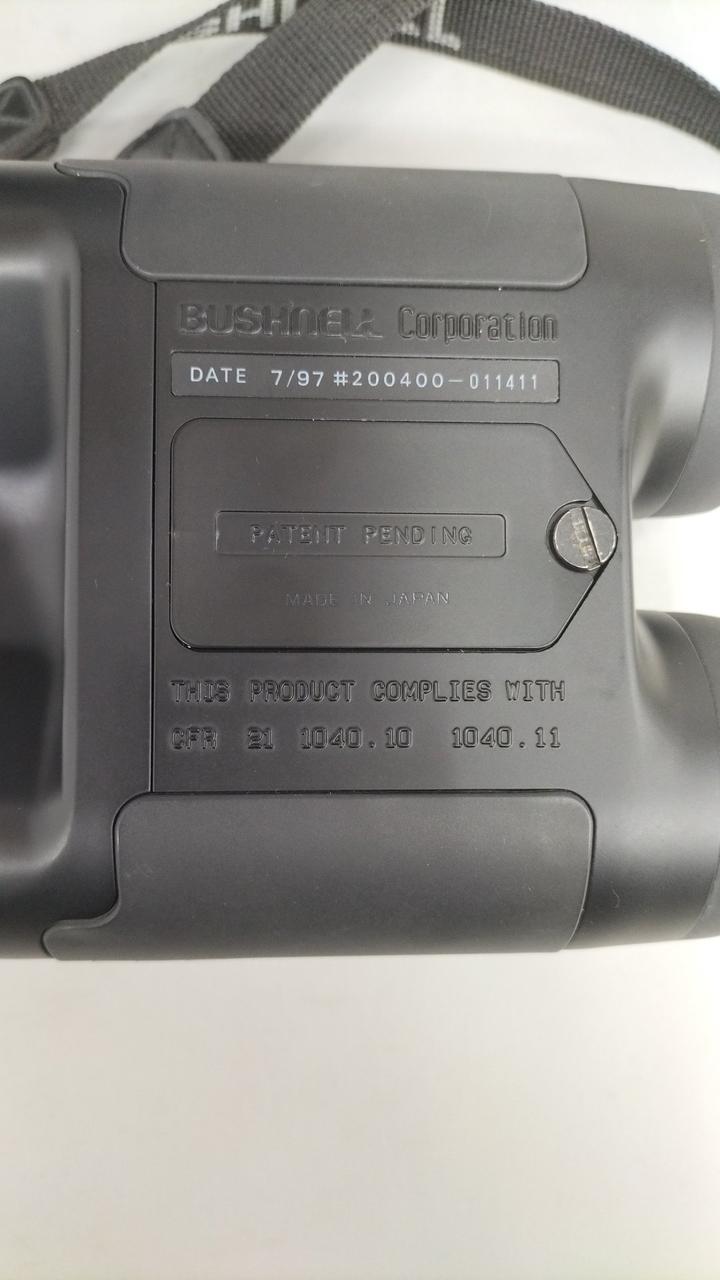 BUSHNELL Corporation
DATE 7/97 #200400-011411
PATENT PENDING
MADE IN JAPAN
THIS PRODUCT COMPLIES WITH
CFR 21 1040.10 1040.11